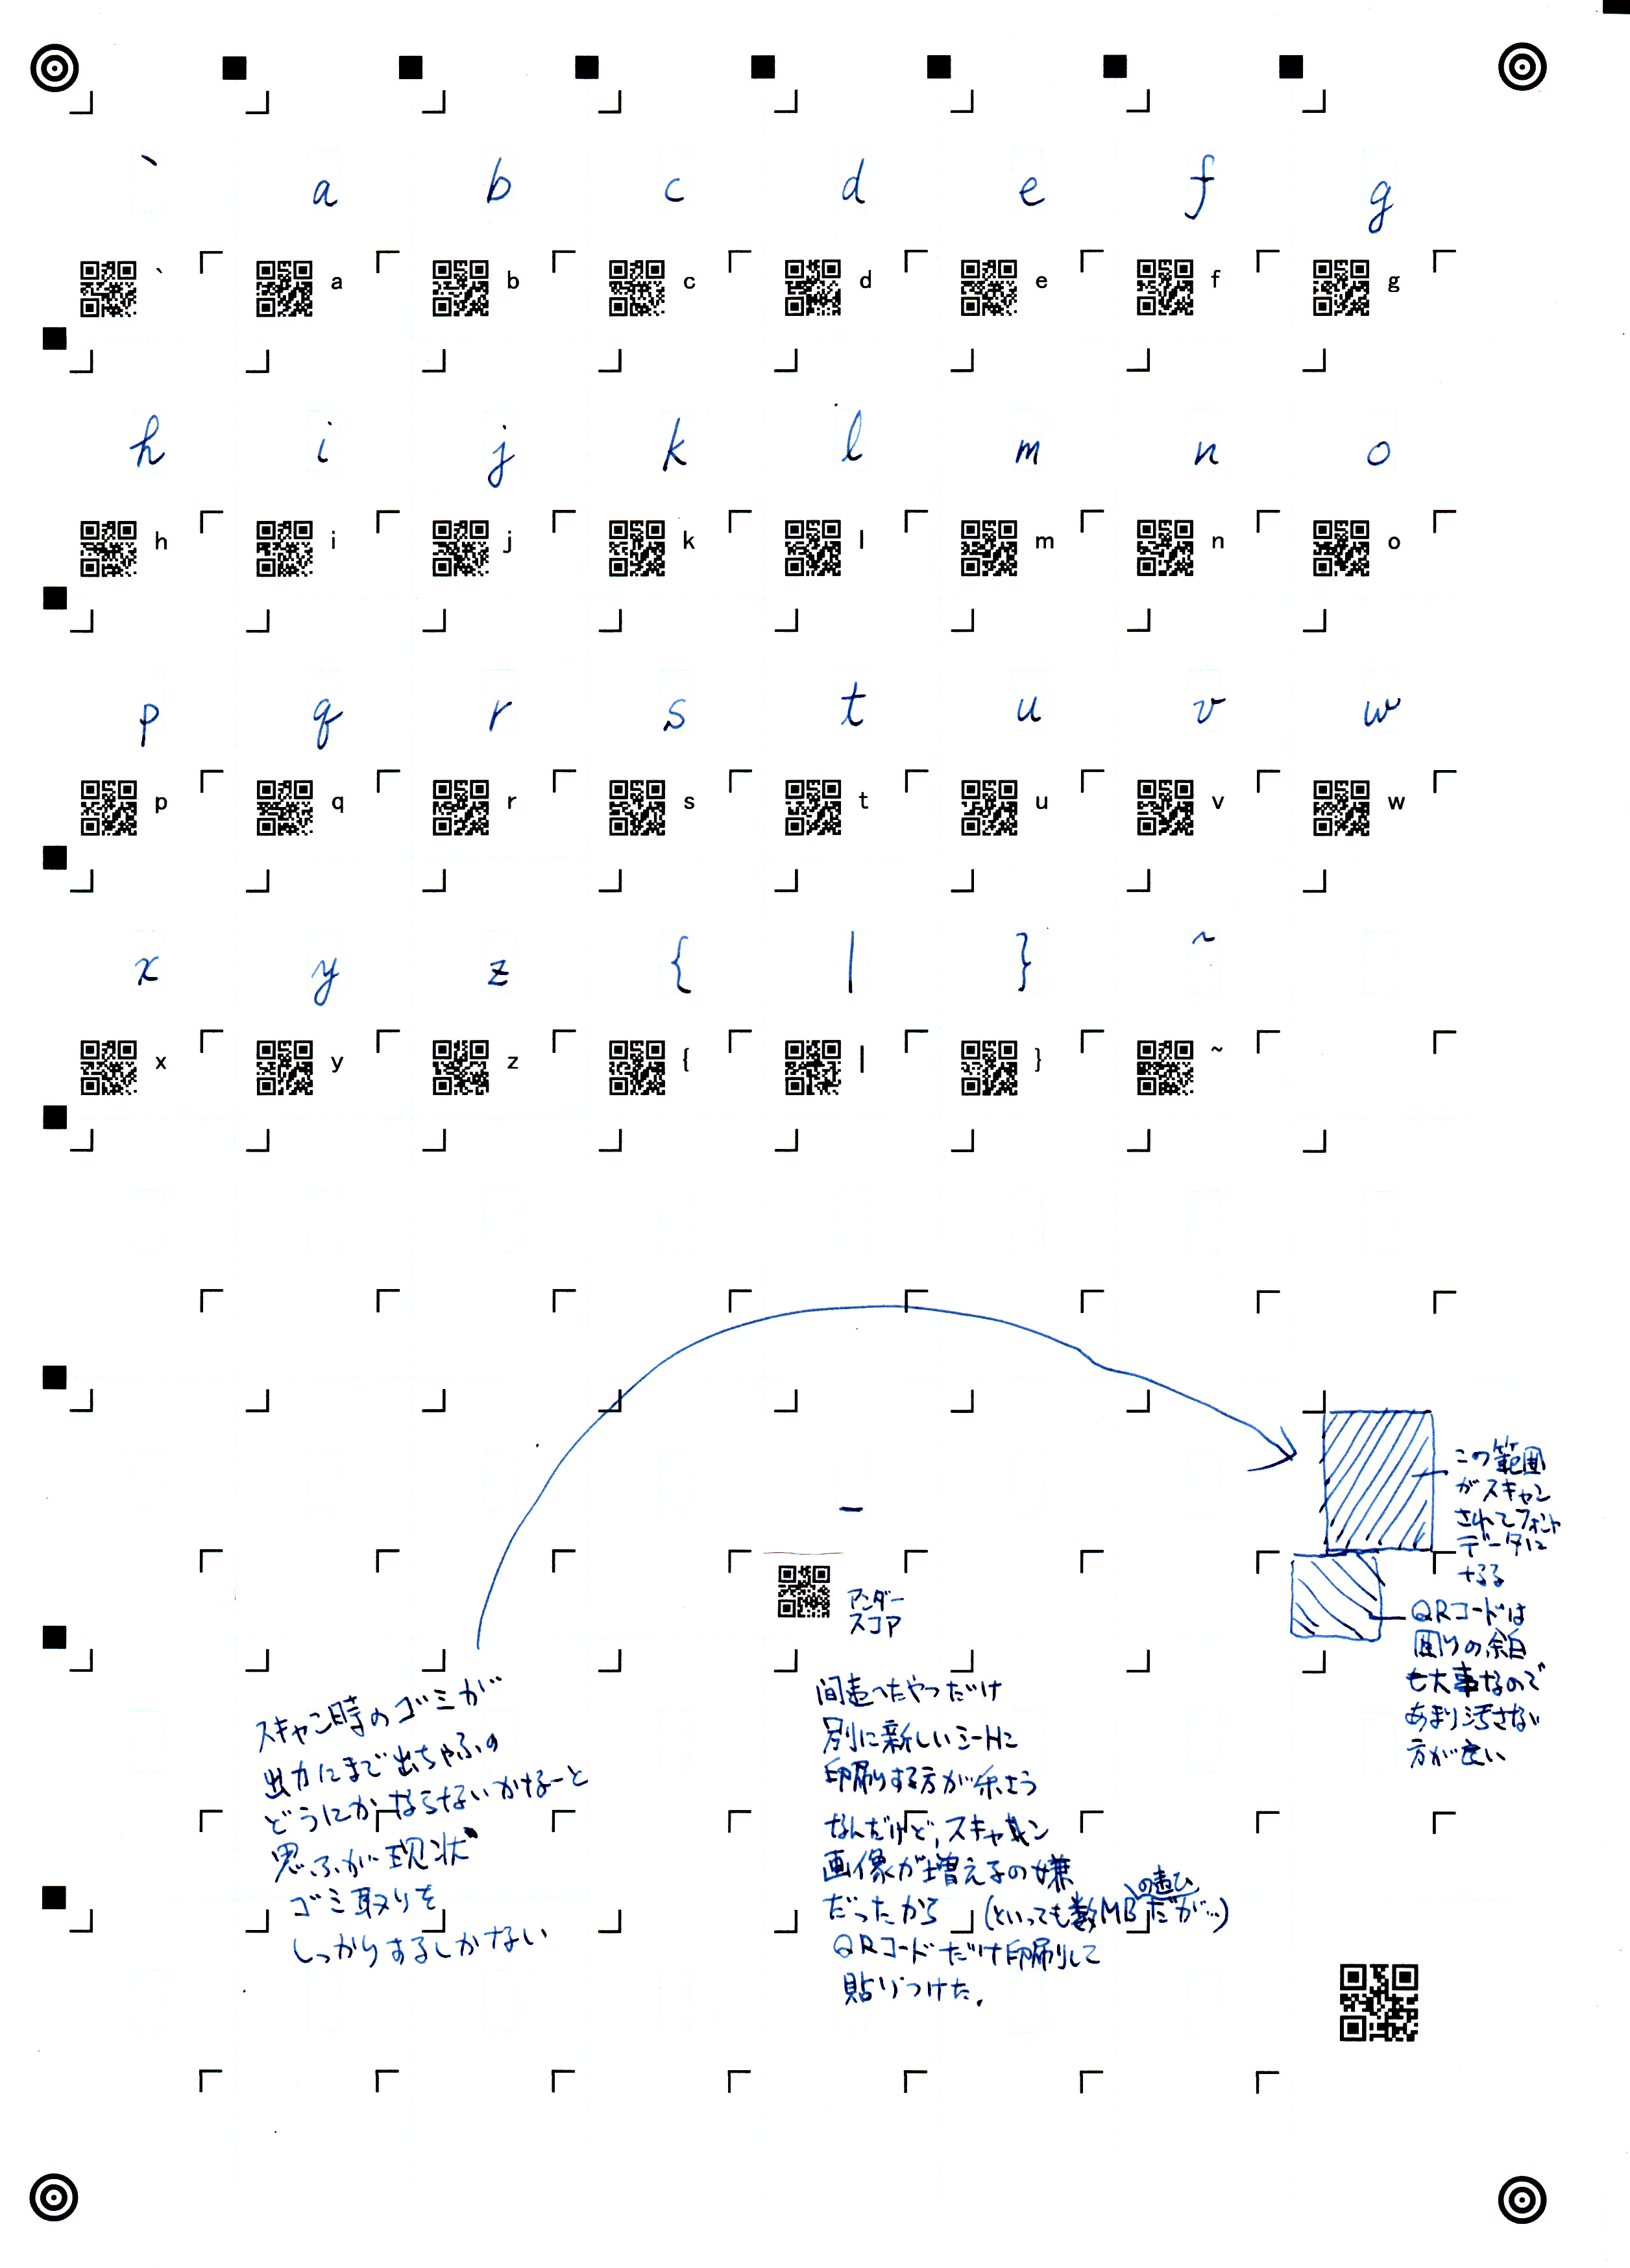 ` a b c d e f g
` a b c d e f g
h i j k l m n o
h i j k l m n o
p q r s t u v w
p q r s t u v w
x y z { | } ~
x y z { | } ~
_
アンダー
スコア
この範囲
がスキャン
されてフォント
データに
なるる
QRコードは
囲りの余白
も大事なので
あまり汚さない
方が良い
スキャン時のゴミが
出力にまで出ちゃふの
どうにかならないかなーと
思ふが現状
ゴミ取りを
しっかりするしかない
間違へたやつだけ
別に新しいシートに
印刷する方が楽さう
なんだけど,スキャン
画像が増えるの嫌
だったから (といっても数MBの違ひだが…)
QRコードだけ印刷して
貼りつけた.